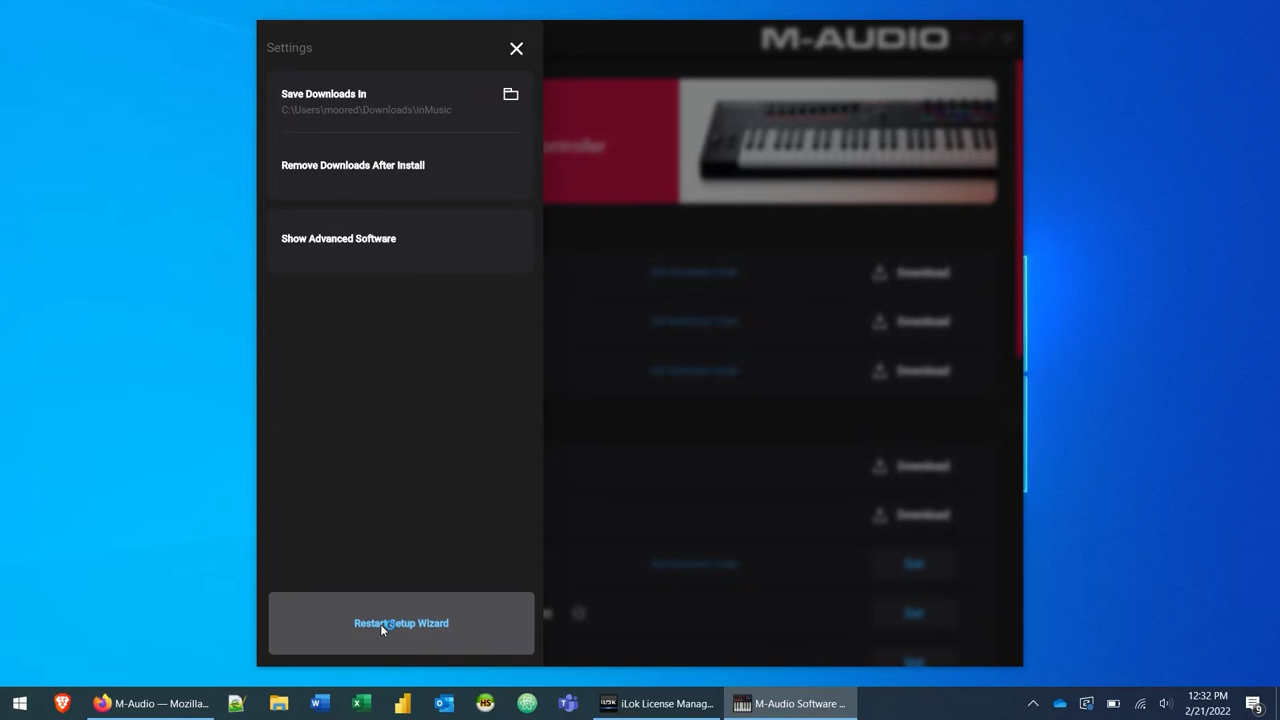 Settings
M-AUDIO
Save Downloads In
C:\Users\moored\Downloads\inMusic
Remove Downloads After Install
Show Advanced Software
Download
Download
Download
Download
Download
Restart Setup Wizard
M-Audio — Mozilla...
iLok License Manag...
M-Audio Software ...
12:32 PM
2/21/2022
9